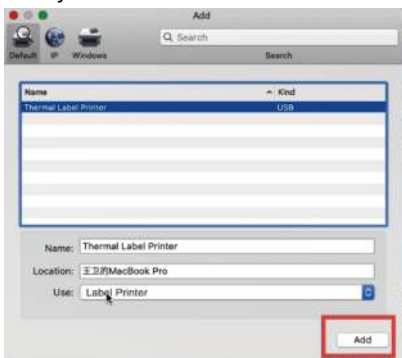 Add
Search
Default IP Windows Search
Name Kind
Thermal Label Printer USB
Name: Thermal Label Printer
Location: 王卫的MacBook Pro
Use: Label Printer
Add